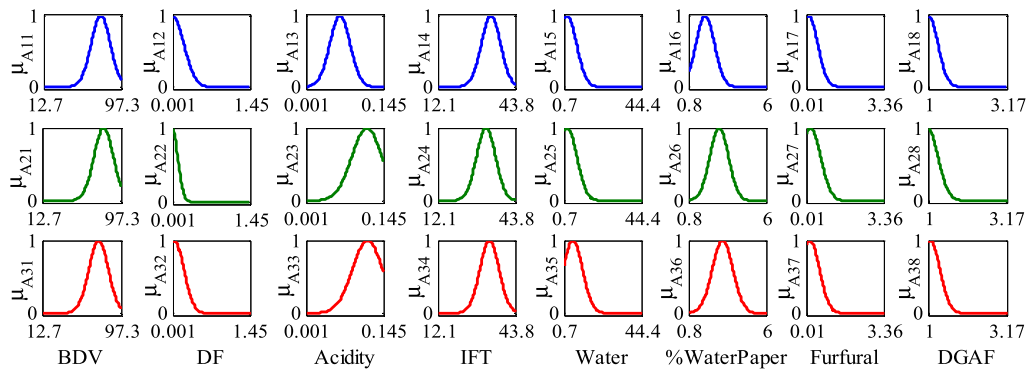 1 1 1 1 1 1 1 1
μA11 μA12 μA13 μA14 μA15 μA16 μA17 μA18
0 0 0 0 0 0 0 0
12.7 97.3 0.001 1.45 0.001 0.145 12.1 43.8 0.7 44.4 0.8 6 0.01 3.36 1 3.17
1 1 1 1 1 1 1 1
μA21 μA22 μA23 μA24 μA25 μA26 μA27 μA28
0 0 0 0 0 0 0 0
12.7 97.3 0.001 1.45 0.001 0.145 12.1 43.8 0.7 44.4 0.8 6 0.01 3.36 1 3.17
1 1 1 1 1 1 1 1
μA31 μA32 μA33 μA34 μA35 μA36 μA37 μA38
0 0 0 0 0 0 0 0
12.7 97.3 0.001 1.45 0.001 0.145 12.1 43.8 0.7 44.4 0.8 6 0.01 3.36 1 3.17
BDV DF Acidity IFT Water %WaterPaper Furfural DGAF